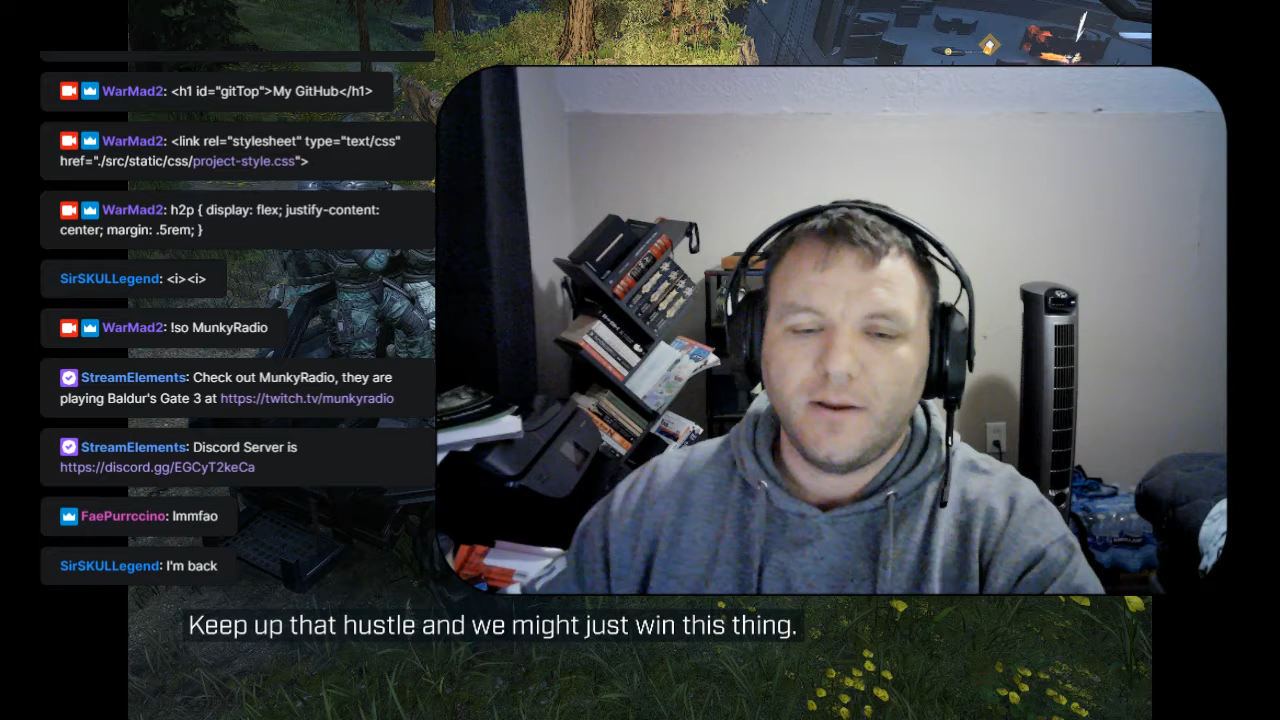 WarMad2: <h1 id="gitTop">My GitHub</h1>
WarMad2: <link rel="stylesheet" type="text/css"
href="./src/static/css/project-style.css">
WarMad2: h2p { display: flex; justify-content:
center; margin: .5rem; }
SirSKULLegend: <i><i>
WarMad2: !so MunkyRadio
StreamElements: Check out MunkyRadio, they are
playing Baldur's Gate 3 at https://twitch.tv/munkyradio
StreamElements: Discord Server is
https://discord.gg/EGCyT2keCa
FaePurrccino: lmmfao
SirSKULLegend: I'm back
Keep up that hustle and we might just win this thing.